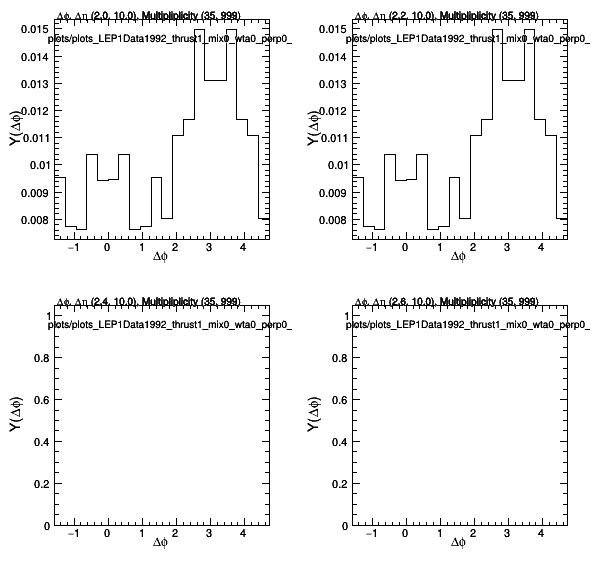 Δϕ, Δη (2.0, 10.0), Multipliplicity (35, 999)
plots/plots_LEP1Data1992_thrust1_mix0_wta0_perp0_
Y(Δϕ)
0.015
0.014
0.013
0.012
0.011
0.01
0.009
0.008
−1 0 1 2 3 4
Δϕ
Δϕ, Δη (2.2, 10.0), Multipliplicity (35, 999)
plots/plots_LEP1Data1992_thrust1_mix0_wta0_perp0_
Y(Δϕ)
0.015
0.014
0.013
0.012
0.011
0.01
0.009
0.008
−1 0 1 2 3 4
Δϕ
Δϕ, Δη (2.4, 10.0), Multipliplicity (35, 999)
plots/plots_LEP1Data1992_thrust1_mix0_wta0_perp0_
Y(Δϕ)
1
0.8
0.6
0.4
0.2
0
−1 0 1 2 3 4
Δϕ
Δϕ, Δη (2.6, 10.0), Multipliplicity (35, 999)
plots/plots_LEP1Data1992_thrust1_mix0_wta0_perp0_
Y(Δϕ)
1
0.8
0.6
0.4
0.2
0
−1 0 1 2 3 4
Δϕ